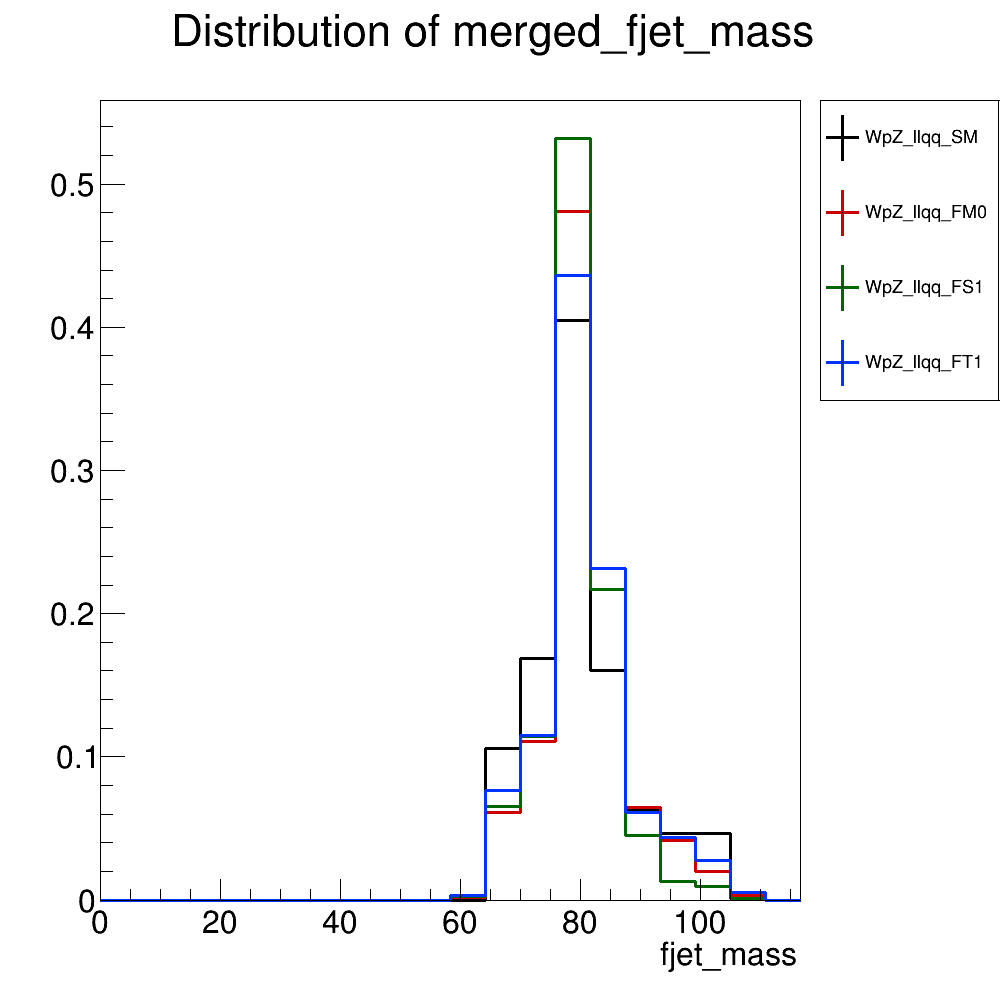 Distribution of merged_fjet_mass
WpZ_llqq_SM
WpZ_llqq_FM0
WpZ_llqq_FS1
WpZ_llqq_FT1
0.5
0.4
0.3
0.2
0.1
0
0 20 40 60 80 100
fjet_mass